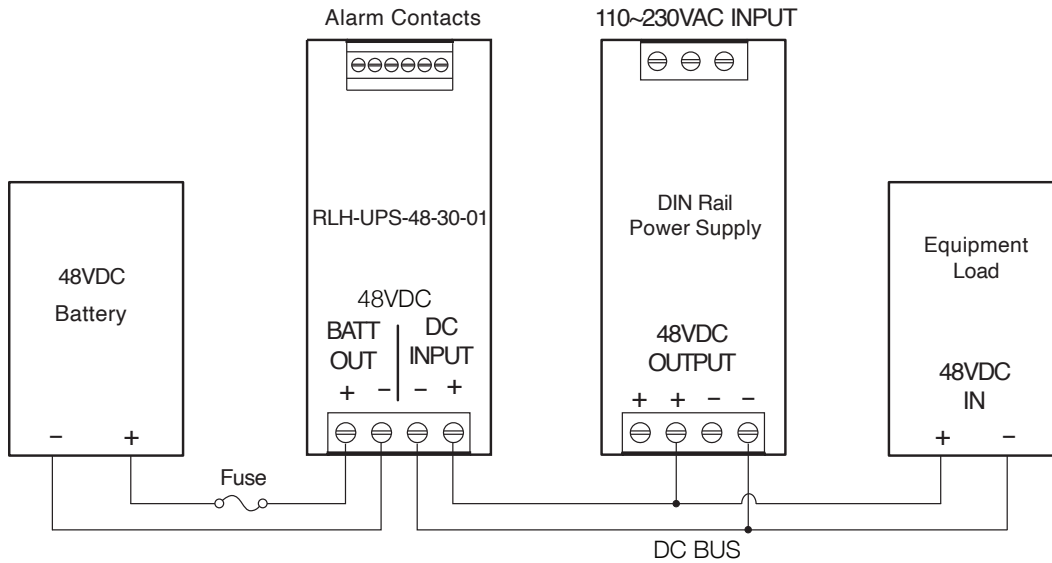 Alarm Contacts
110~230VAC INPUT
48VDC
Battery
− +
RLH-UPS-48-30-01
48VDC
BATT
OUT
DC
INPUT
+ − − +
DIN Rail
Power Supply
48VDC
OUTPUT
+ + − −
Equipment
Load
48VDC
IN
+ −
Fuse
DC BUS